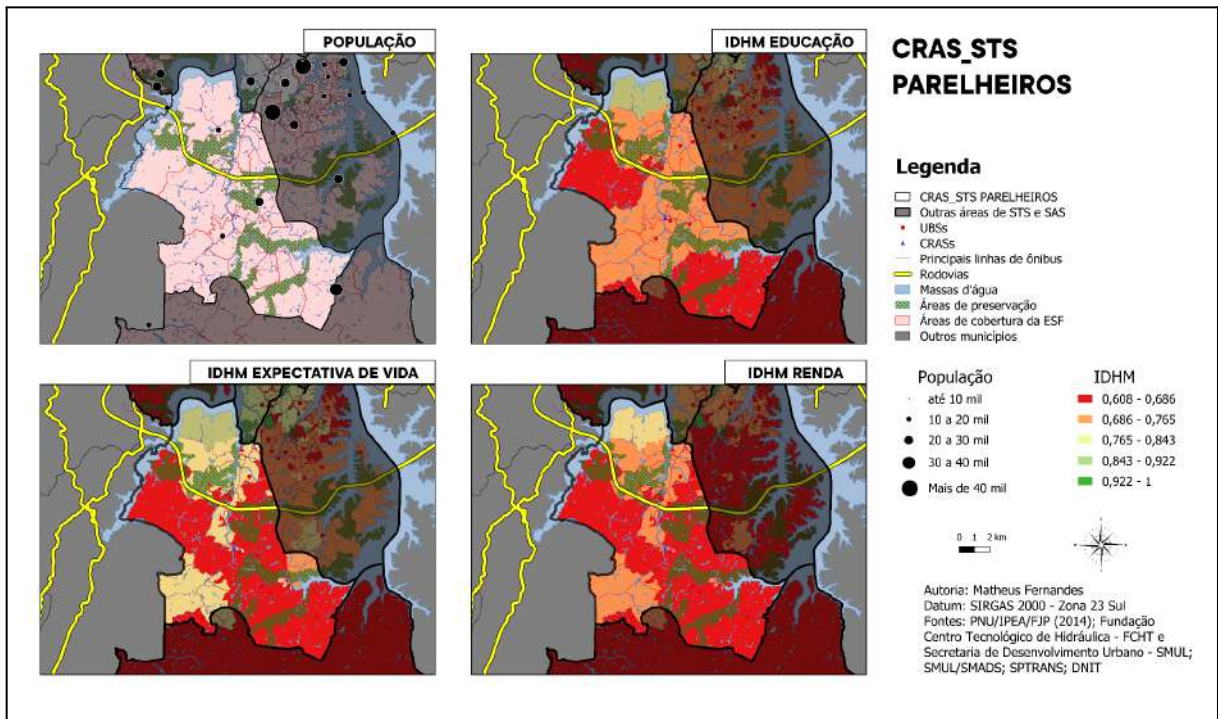 POPULAÇÃO
IDHM EDUCAÇÃO
IDHM EXPECTATIVA DE VIDA
IDHM RENDA
CRAS_STS
PARELHEIROS
Legenda
CRAS_STS PARELHEIROS
Outras áreas de STS e SAS
UBSs
CRASs
Principais linhas de ônibus
Rodovias
Massas d'água
Áreas de preservação
Áreas de cobertura da ESF
Outros municípios
População
até 10 mil
10 a 20 mil
20 a 30 mil
30 a 40 mil
Mais de 40 mil
IDHM
0,608 - 0,686
0,686 - 0,765
0,765 - 0,843
0,843 - 0,922
0,922 - 1
0 1 2 km
Autoria: Matheus Fernandes
Datum: SIRGAS 2000 - Zona 23 Sul
Fontes: PNU/IPEA/FJP (2014); Fundação
Centro Tecnológico de Hidráulica - FCHT e
Secretaria de Desenvolvimento Urbano - SMUL;
SMUL/SMADS; SPTRANS; DNIT